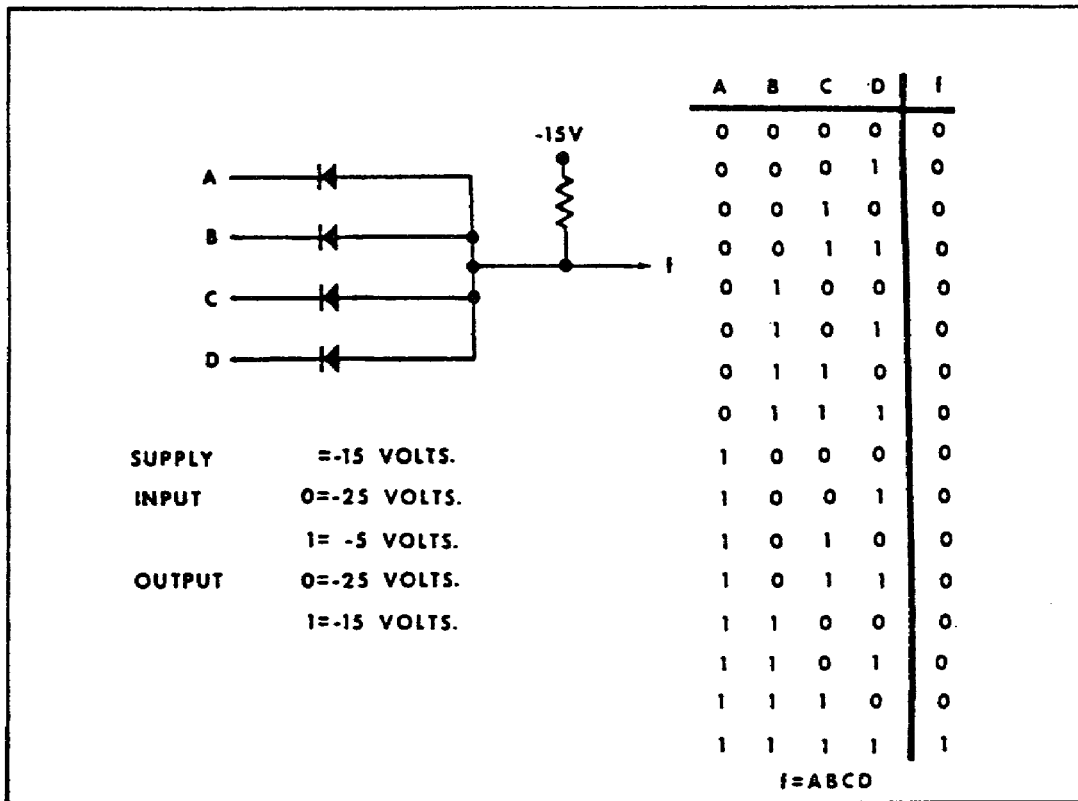 -15V
A
B
f
C
D
SUPPLY =-15 VOLTS.
INPUT 0=-25 VOLTS.
1= -5 VOLTS.
OUTPUT 0=-25 VOLTS.
1=-15 VOLTS.
A B C D f
0 0 0 0 0
0 0 0 1 0
0 0 1 0 0
0 0 1 1 0
0 1 0 0 0
0 1 0 1 0
0 1 1 0 0
0 1 1 1 0
1 0 0 0 0
1 0 0 1 0
1 0 1 0 0
1 0 1 1 0
1 1 0 0 0
1 1 0 1 0
1 1 1 0 0
1 1 1 1 1
f=ABCD